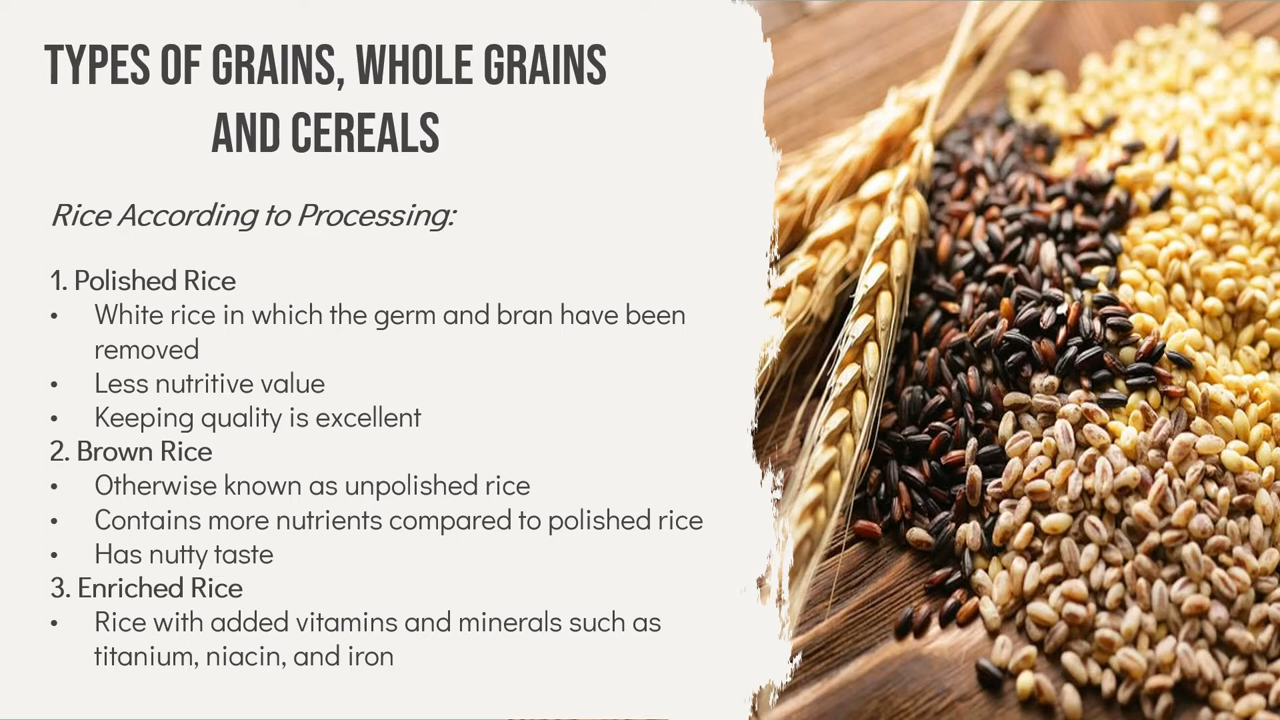 TYPES OF GRAINS, WHOLE GRAINS
AND CEREALS
Rice According to Processing:
1. Polished Rice
• White rice in which the germ and bran have been
removed
• Less nutritive value
• Keeping quality is excellent
2. Brown Rice
• Otherwise known as unpolished rice
• Contains more nutrients compared to polished rice
• Has nutty taste
3. Enriched Rice
• Rice with added vitamins and minerals such as
titanium, niacin, and iron